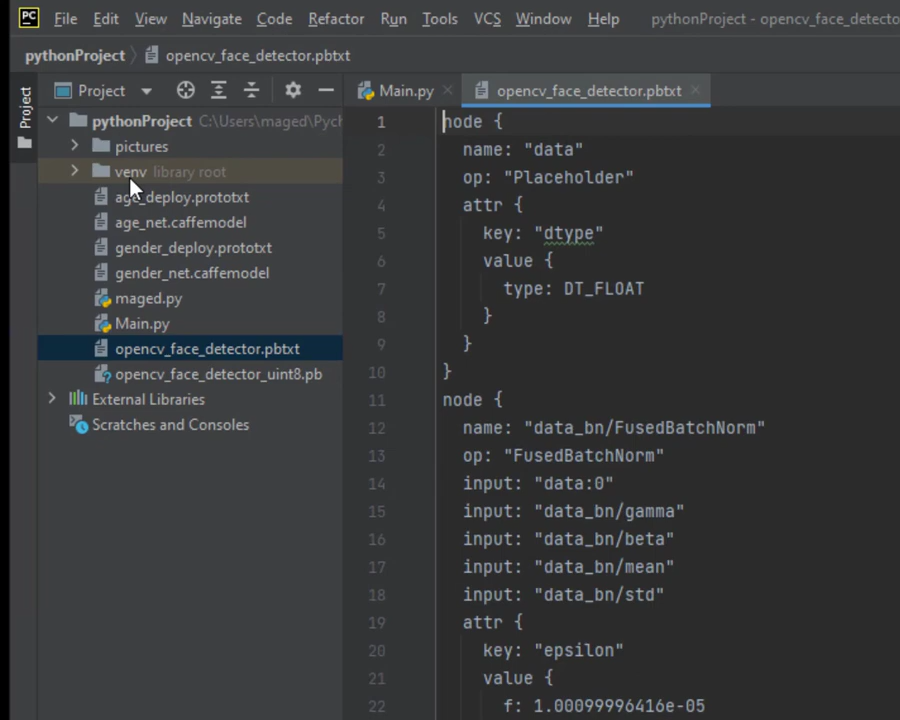 PC File Edit View Navigate Code Refactor Run Tools VCS Window Help pythonProject - opencv_face_detecto
pythonProject opencv_face_detector.pbtxt
Project
Project
Main.py opencv_face_detector.pbtxt
pythonProject C:\Users\maged\Pych
pictures
venv library root
age_deploy.prototxt
age_net.caffemodel
gender_deploy.prototxt
gender_net.caffemodel
maged.py
Main.py
opencv_face_detector.pbtxt
opencv_face_detector_uint8.pb
External Libraries
Scratches and Consoles
1 node {
2 name: "data"
3 op: "Placeholder"
4 attr {
5 key: "dtype"
6 value {
7 type: DT_FLOAT
8 }
9 }
10 }
11 node {
12 name: "data_bn/FusedBatchNorm"
13 op: "FusedBatchNorm"
14 input: "data:0"
15 input: "data_bn/gamma"
16 input: "data_bn/beta"
17 input: "data_bn/mean"
18 input: "data_bn/std"
19 attr {
20 key: "epsilon"
21 value {
22 f: 1.00099996416e-05